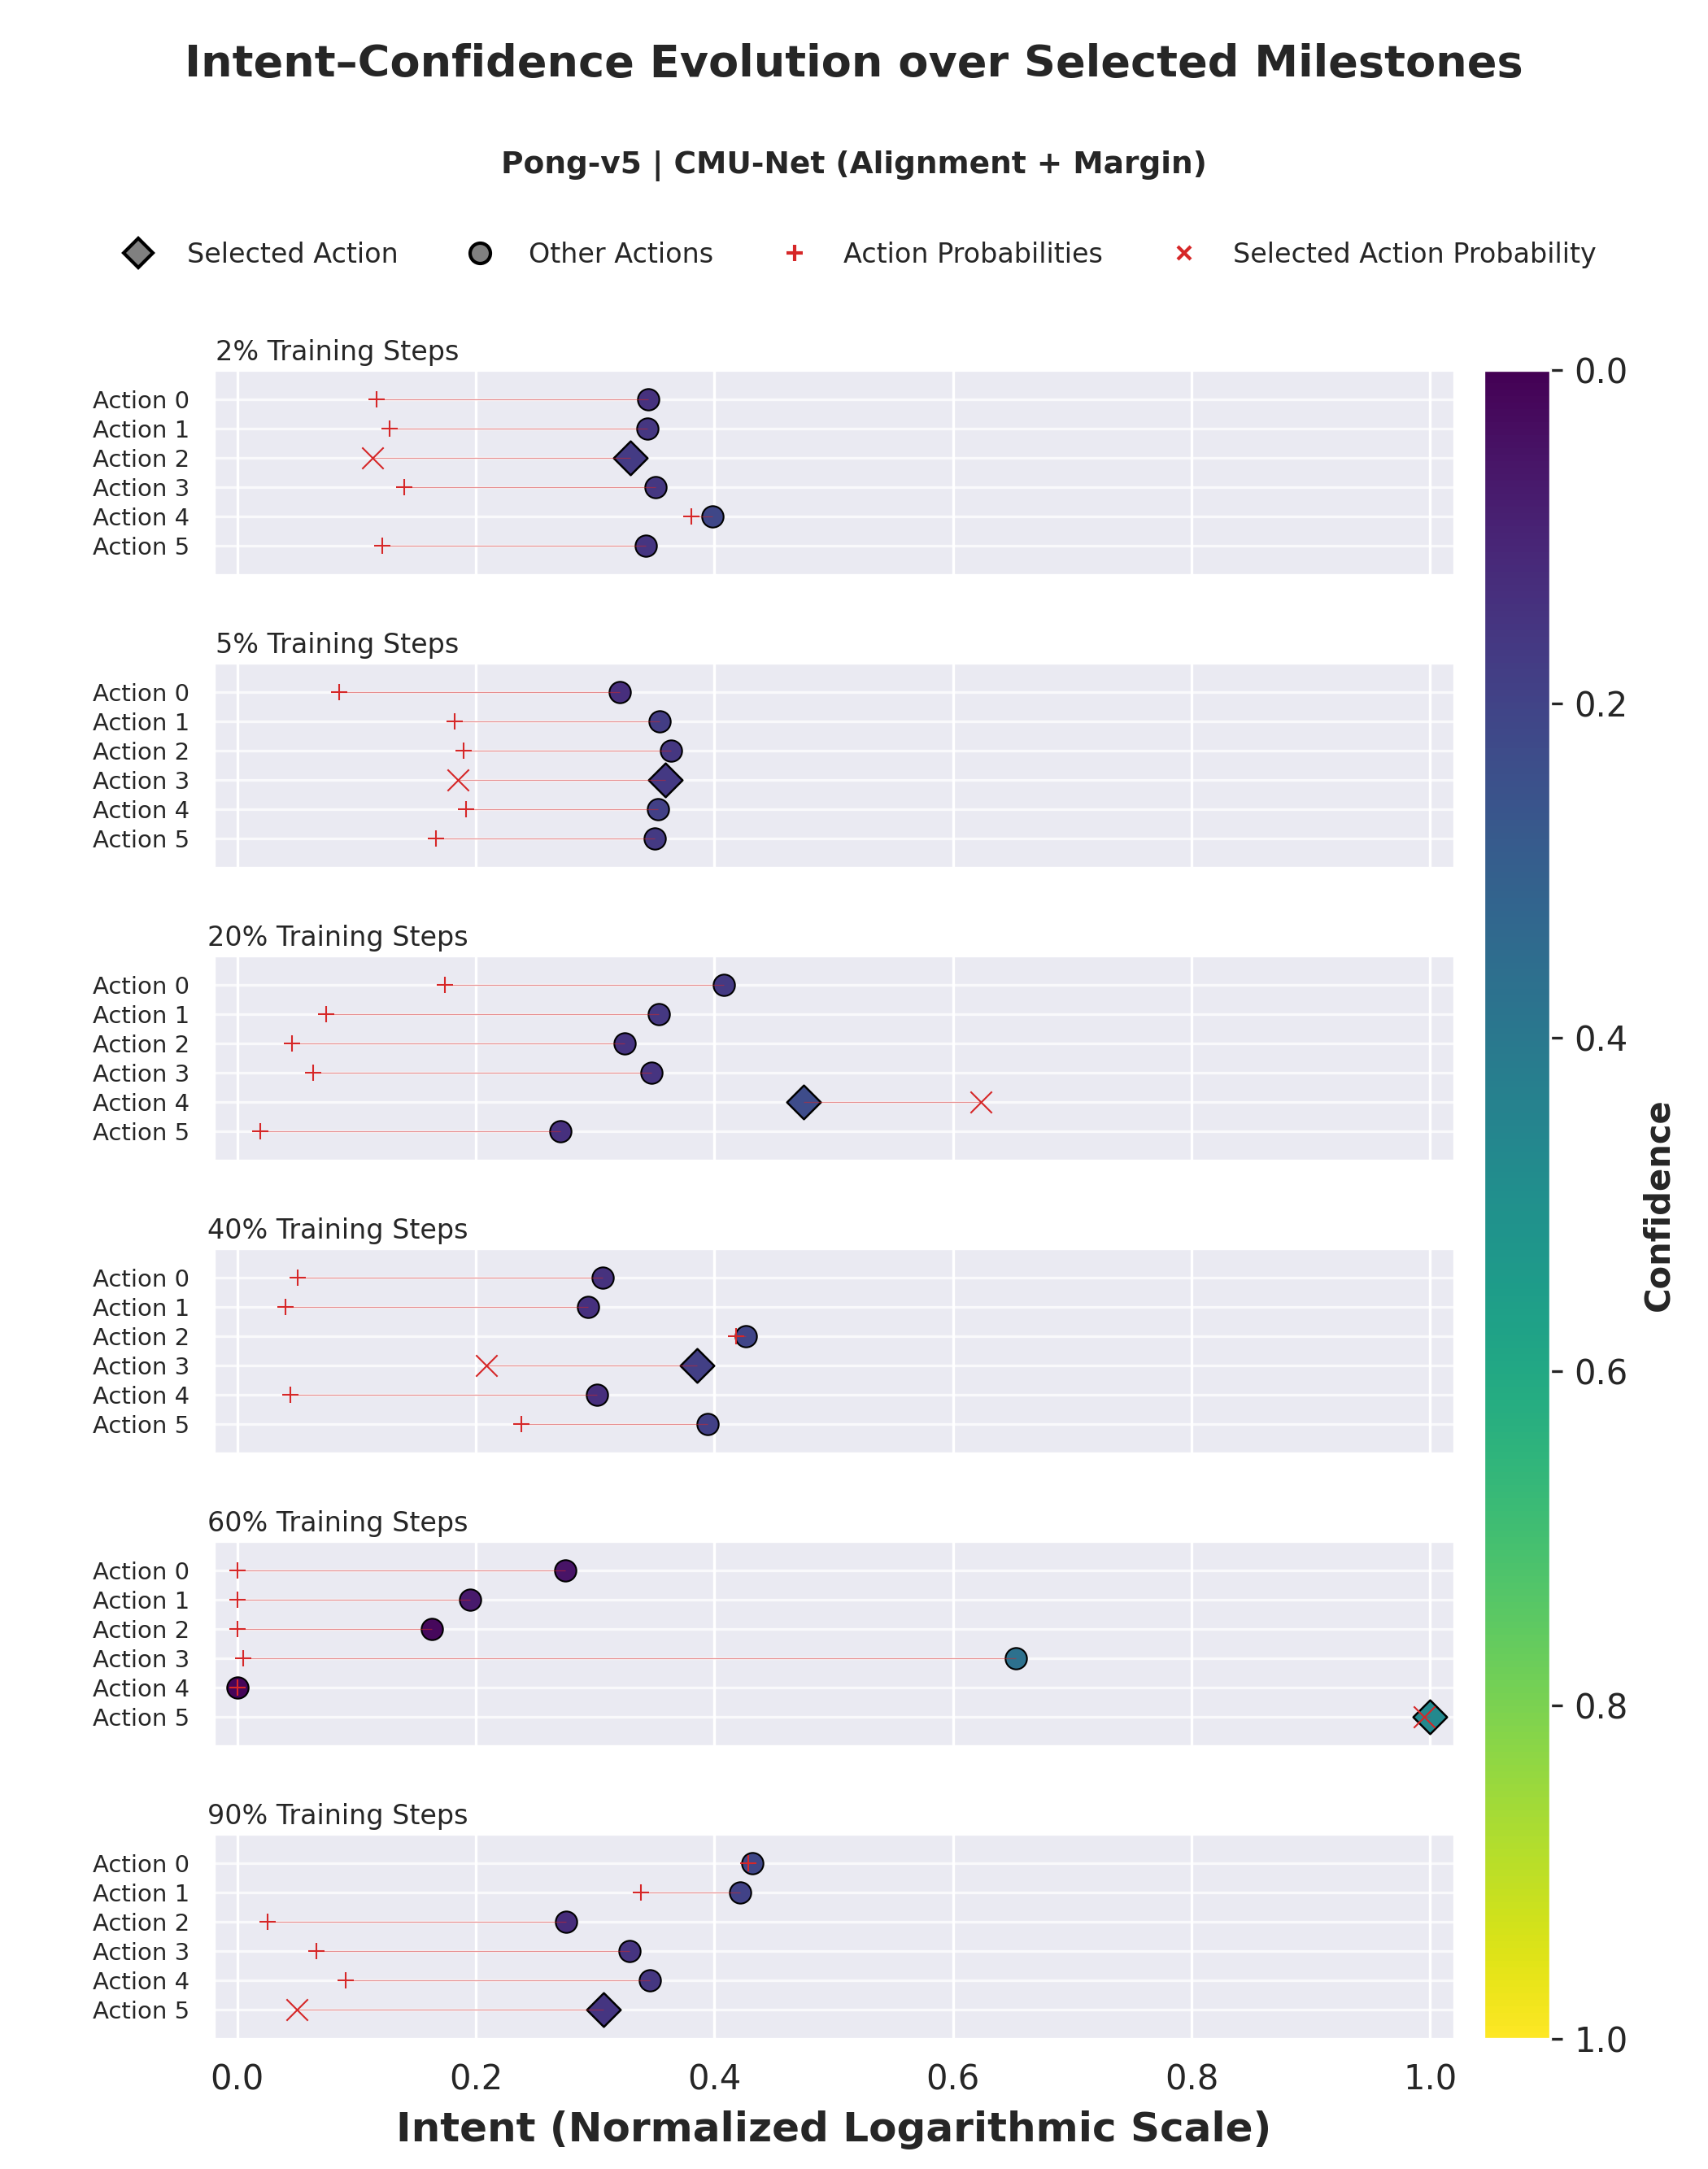 Intent–Confidence Evolution over Selected Milestones
Pong-v5 | CMU-Net (Alignment + Margin)
Selected Action Other Actions Action Probabilities Selected Action Probability
2% Training Steps
Action 0
Action 1
Action 2
Action 3
Action 4
Action 5
5% Training Steps
Action 0
Action 1
Action 2
Action 3
Action 4
Action 5
20% Training Steps
Action 0
Action 1
Action 2
Action 3
Action 4
Action 5
40% Training Steps
Action 0
Action 1
Action 2
Action 3
Action 4
Action 5
60% Training Steps
Action 0
Action 1
Action 2
Action 3
Action 4
Action 5
90% Training Steps
Action 0
Action 1
Action 2
Action 3
Action 4
Action 5
0.0 0.2 0.4 0.6 0.8 1.0
Intent (Normalized Logarithmic Scale)
0.0
0.2
0.4
0.6
0.8
1.0
Confidence